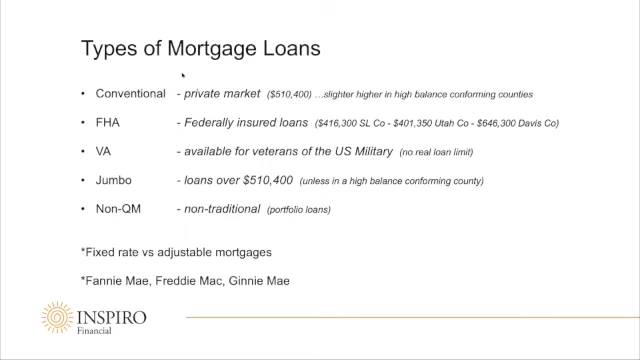 Types of Mortgage Loans
• Conventional - private market ($510,400) …slighter higher in high balance conforming counties
• FHA - Federally insured loans ($416,300 SL Co - $401,350 Utah Co - $646,300 Davis Co)
• VA - available for veterans of the US Military (no real loan limit)
• Jumbo - loans over $510,400 (unless in a high balance conforming county)
• Non-QM - non-traditional (portfolio loans)
*Fixed rate vs adjustable mortgages
*Fannie Mae, Freddie Mac, Ginnie Mae
INSPIRO
Financial